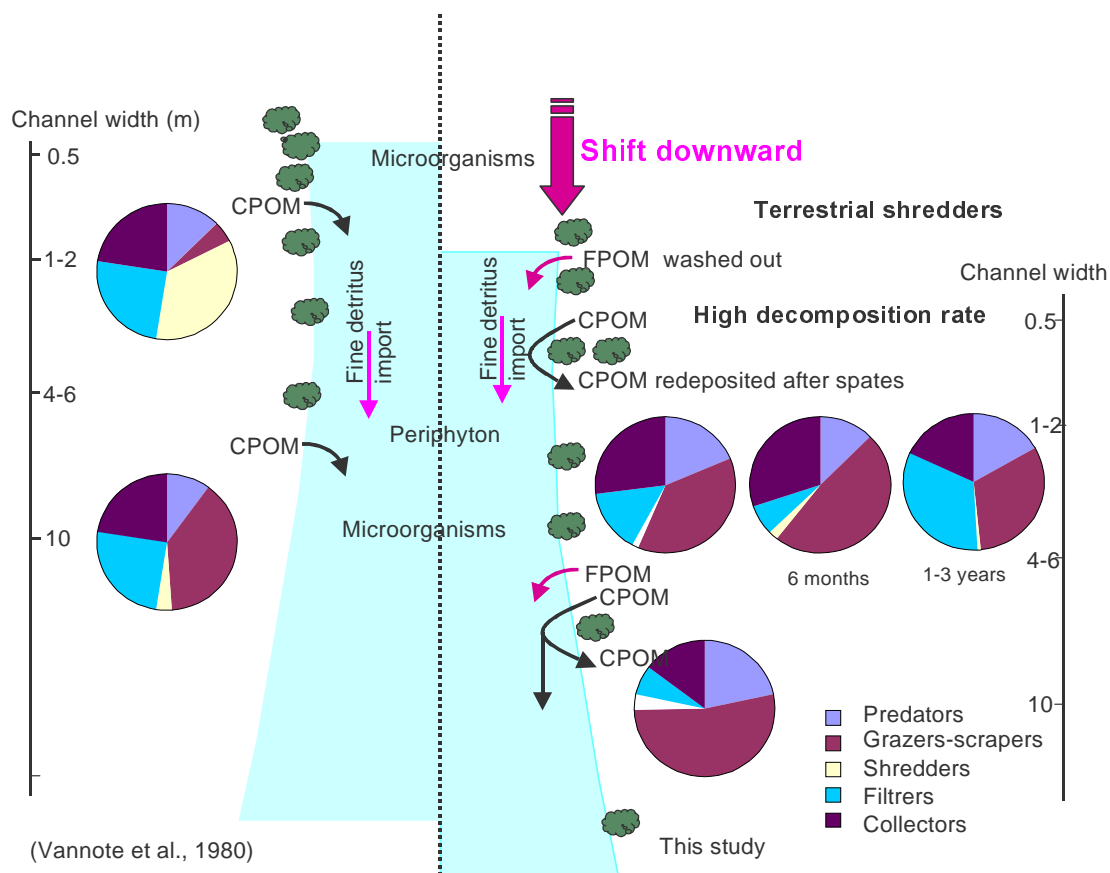 Channel width (m)
0.5
1-2
4-6
10
CPOM
CPOM
Fine detritus
import
Microorganisms
Periphyton
Microorganisms
(Vannote et al., 1980)
Shift downward
Terrestrial shredders
FPOM washed out
Fine detritus
import
CPOM
High decomposition rate
CPOM redeposited after spates
Channel width
0.5
1-2
4-6
10
6 months
1-3 years
FPOM
CPOM
CPOM
Predators
Grazers-scrapers
Shredders
Filtrers
Collectors
This study